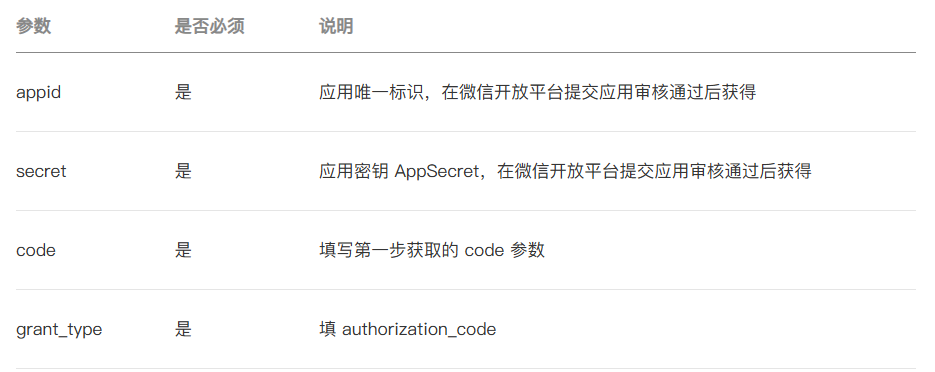 参数 是否必须 说明
appid 是 应用唯一标识，在微信开放平台提交应用审核通过后获得
secret 是 应用密钥 AppSecret，在微信开放平台提交应用审核通过后获得
code 是 填写第一步获取的 code 参数
grant_type 是 填 authorization_code